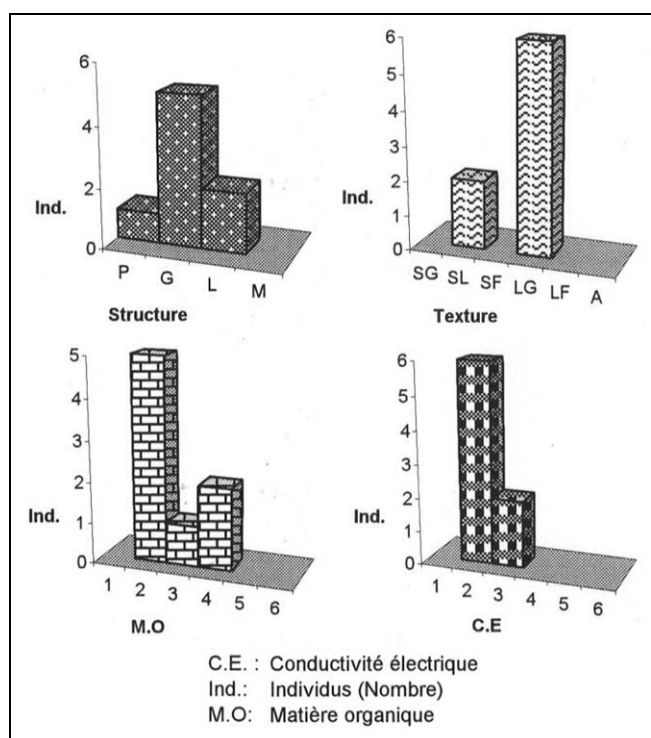 6
4
2
0
Ind.
P G L M
Structure
6
5
4
3
2
1
0
Ind.
SG SL SF LG LF A
Texture
5
4
3
2
1
0
Ind.
1 2 3 4 5 6
M.O
6
5
4
3
2
1
0
Ind.
1 2 3 4 5 6
C.E
C.E. : Conductivité électrique
Ind.: Individus (Nombre)
M.O: Matière organique